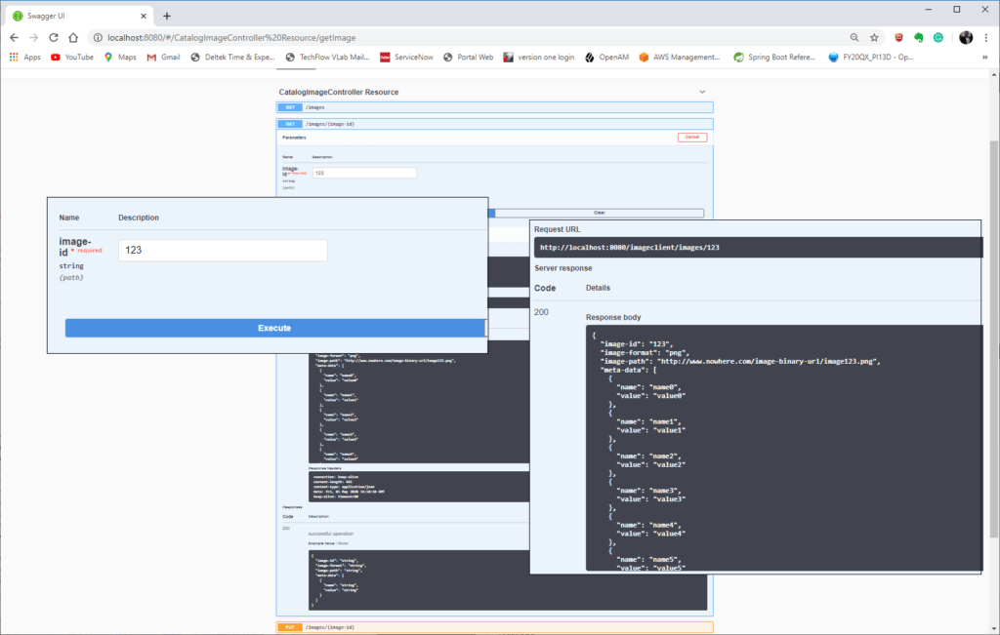 Swagger UI
localhost:8080/#/CatalogImageController%20Resource/getImage
Apps YouTube Maps Gmail Deltek Time & Expe... TechFlow VLab Mail... ServiceNow Portal Web version one login OpenAM AWS Management... Spring Boot Refere... FY20QX_PI13D - Op...
CatalogImageController Resource
GET /images
GET /images/{image-id}
Parameters
Cancel
Name Description
image-
id * required 123
string
(path)
Clear
Name Description
image-
id * required 123
string
(path)
Execute
Request URL
http://localhost:8080/imageclient/images/123
Server response
Code Details
200
Response body
{
"image-id": "123",
"image-format": "png",
"image-path": "http://www.nowhere.com/image-binary-url/image123.png",
"meta-data": [
{
"name": "name0",
"value": "value0"
},
{
"name": "name1",
"value": "value1"
},
{
"name": "name2",
"value": "value2"
},
{
"name": "name3",
"value": "value3"
},
{
"name": "name4",
"value": "value4"
},
{
"name": "name5",
"value": "value5"
"image-format": "png",
"image-path": "http://www.nowhere.com/image-binary-url/image123.png",
"meta-data": [
{
"name": "name0",
"value": "value0"
},
{
"name": "name1",
"value": "value1"
},
{
"name": "name2",
"value": "value2"
},
{
"name": "name3",
"value": "value3"
},
{
"name": "name4",
"value": "value4"
Response headers
connection: keep-alive
content-length: 461
content-type: application/json
date: Fri, 01 May 2020 14:10:34 GMT
keep-alive: timeout=60
Responses
Code Description
200
successful operation
Example Value | Model
{
"image-id": "string",
"image-format": "string",
"image-path": "string",
"meta-data": [
{
"name": "string",
"value": "string"
}
]
}
PUT /images/{image-id}